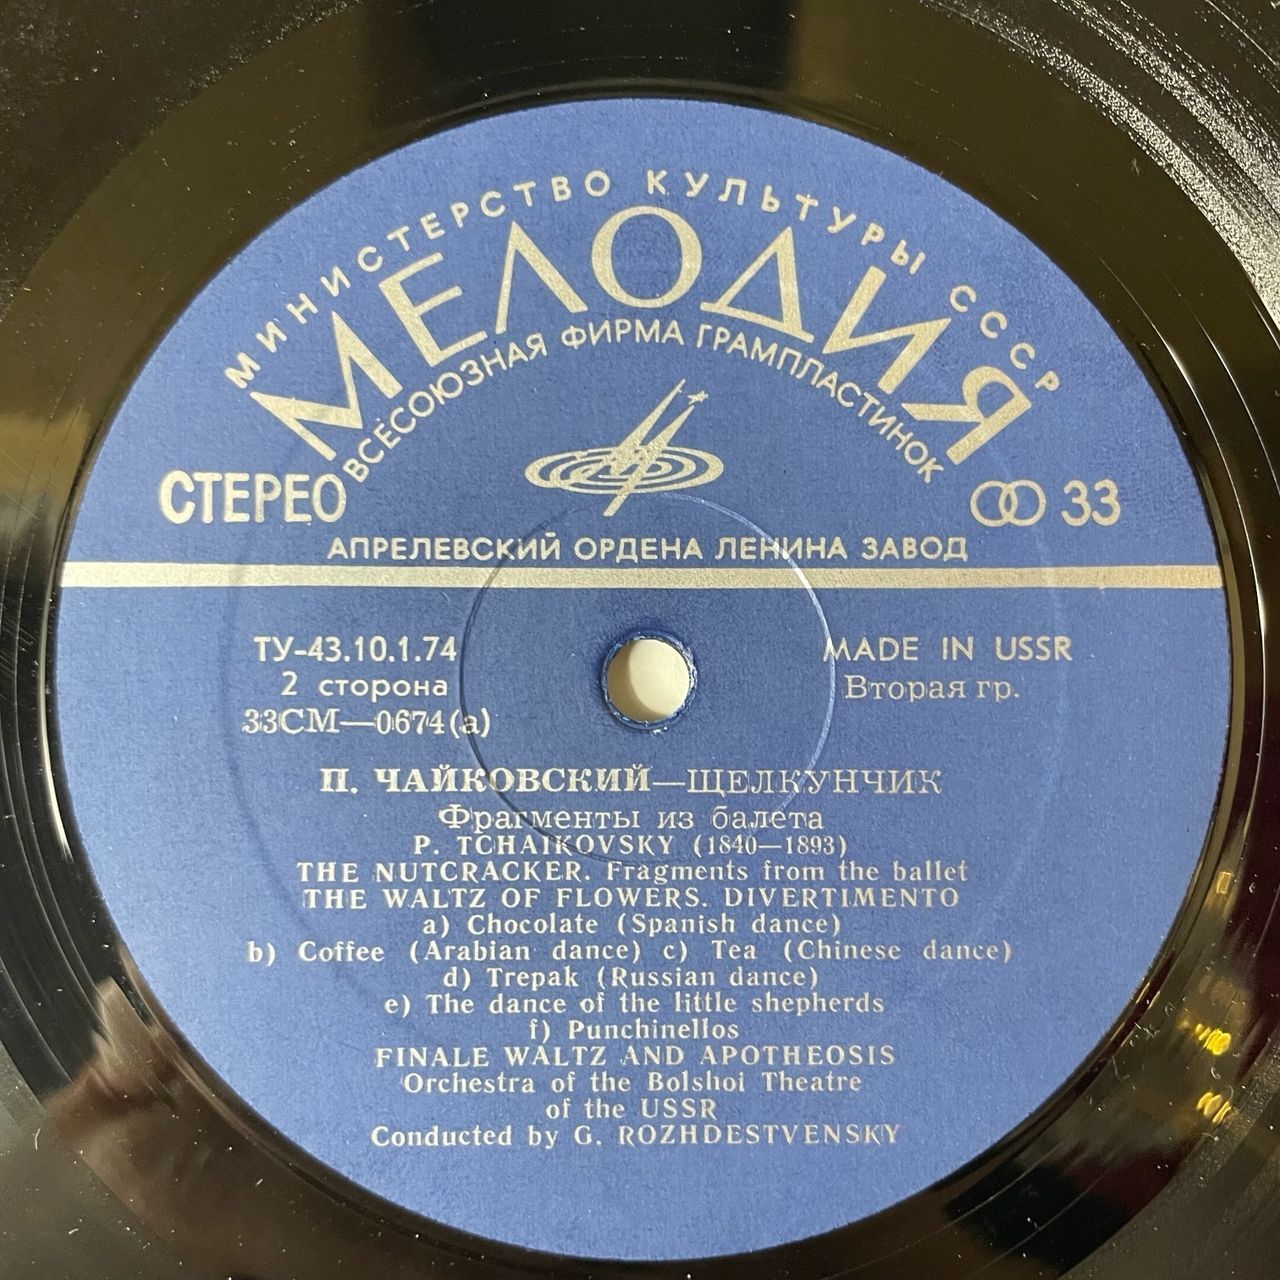 МИНИСТЕРСТВО КУЛЬТУРЫ СССР
МЕЛОДИЯ
ВСЕСОЮЗНАЯ ФИРМА ГРАМПЛАСТИНОК
СТЕРЕО
33
АПРЕЛЕВСКИЙ ОРДЕНА ЛЕНИНА ЗАВОД
ТУ-43.10.1.74
MADE IN USSR
2 сторона
Вторая гр.
33СМ—0674(а)
П. ЧАЙКОВСКИЙ—ЩЕЛКУНЧИК
Фрагменты из балета
P. TCHAIKOVSKY (1840—1893)
THE NUTCRACKER. Fragments from the ballet
THE WALTZ OF FLOWERS. DIVERTIMENTO
a) Chocolate (Spanish dance)
b) Coffee (Arabian dance) c) Tea (Chinese dance)
d) Trepak (Russian dance)
e) The dance of the little shepherds
f) Punchinellos
FINALE WALTZ AND APOTHEOSIS
Orchestra of the Bolshoi Theatre
of the USSR
Conducted by G. ROZHDESTVENSKY